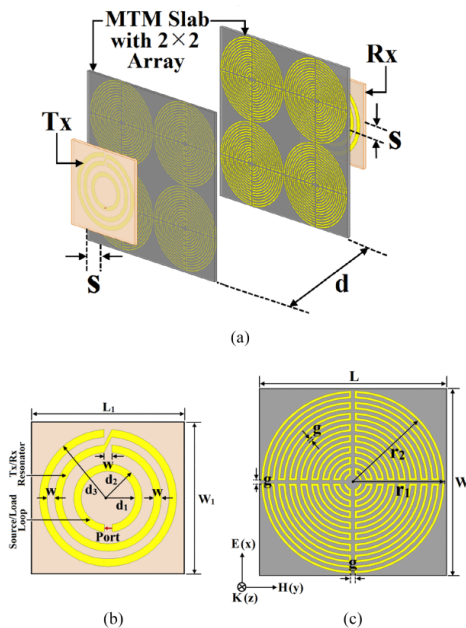 MTM Slab
with 2×2
Array
Rx
Tx
S
S
d
(a)
L₁
L
Tx/Rx
Resonator
Source/Load
Loop
w
w
w
d₃
d₂
d₁
W₁
Port
g
g
g
r₂
r₁
W
E(x)
H(y)
K(z)
(b)
(c)